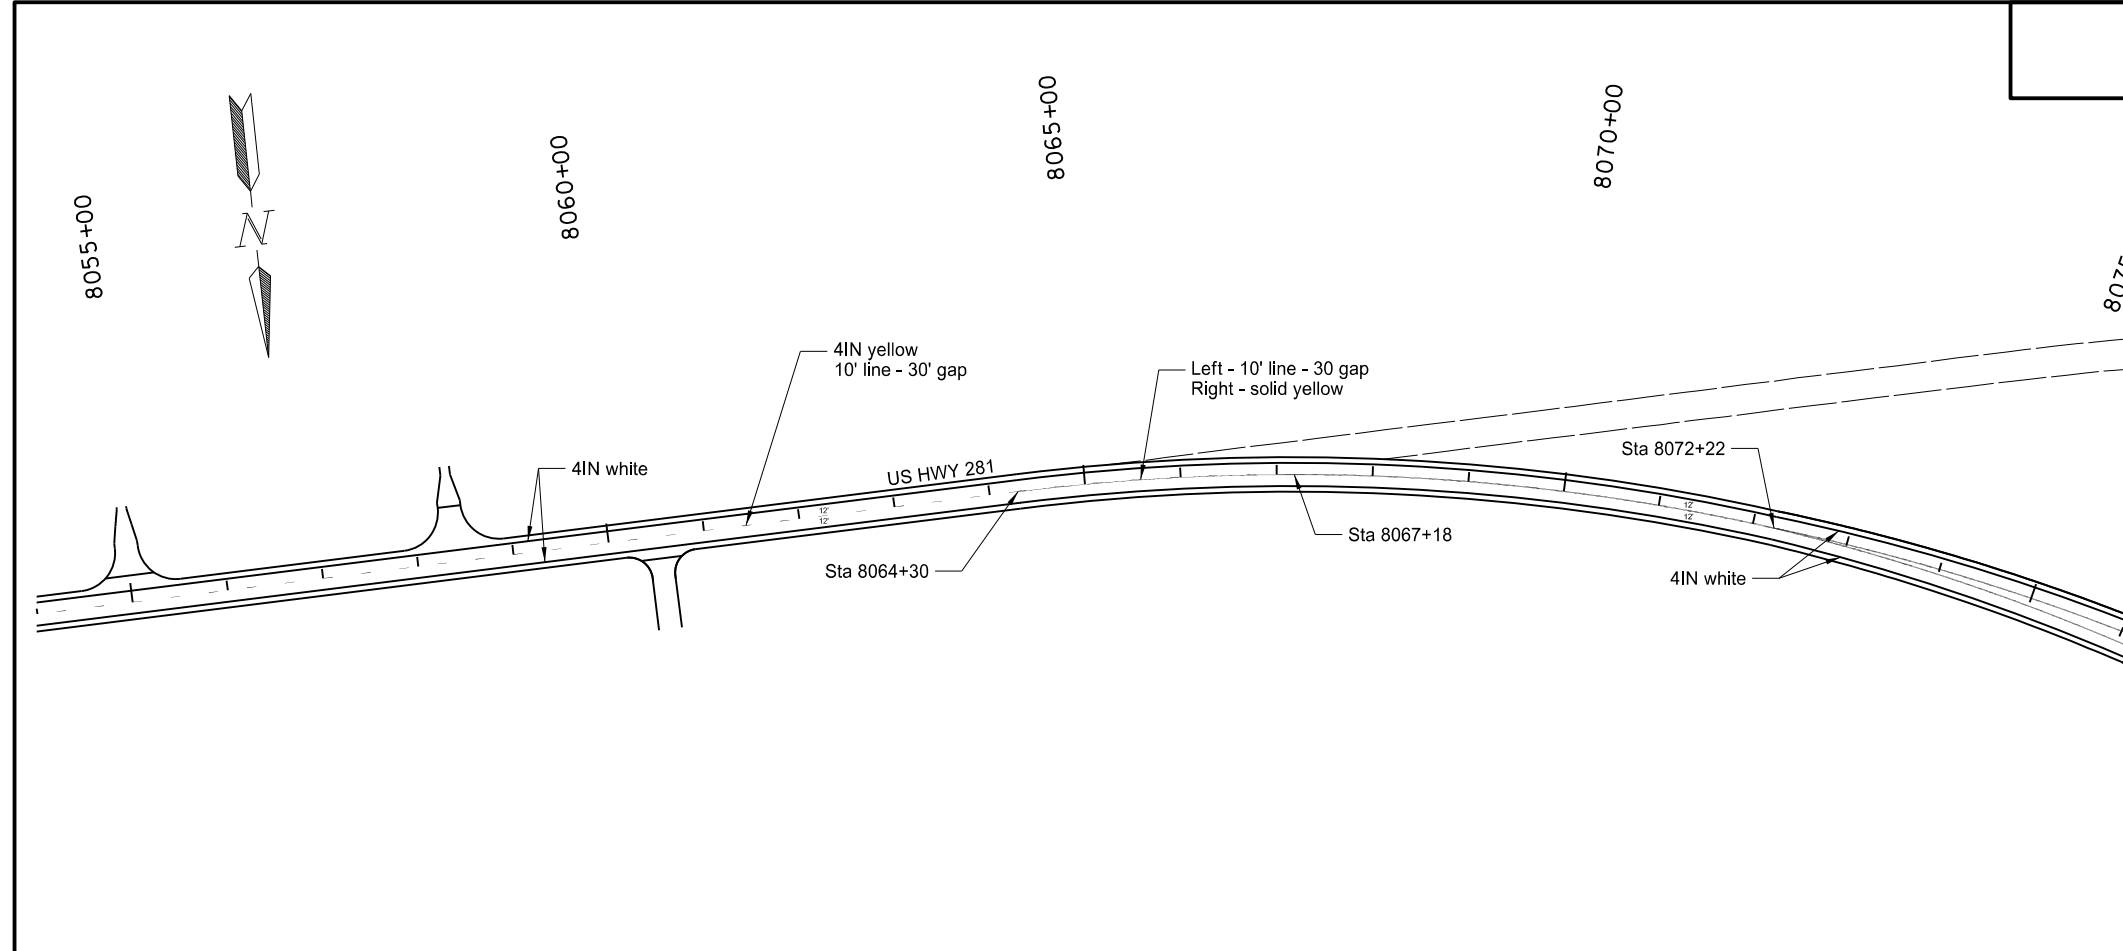 8055+00
8060+00
8065+00
8070+00
N
4IN yellow
10' line - 30' gap
Left - 10' line - 30 gap
Right - solid yellow
4IN white
US HWY 281
Sta 8072+22
12'
12'
12'
12'
Sta 8064+30
Sta 8067+18
4IN white